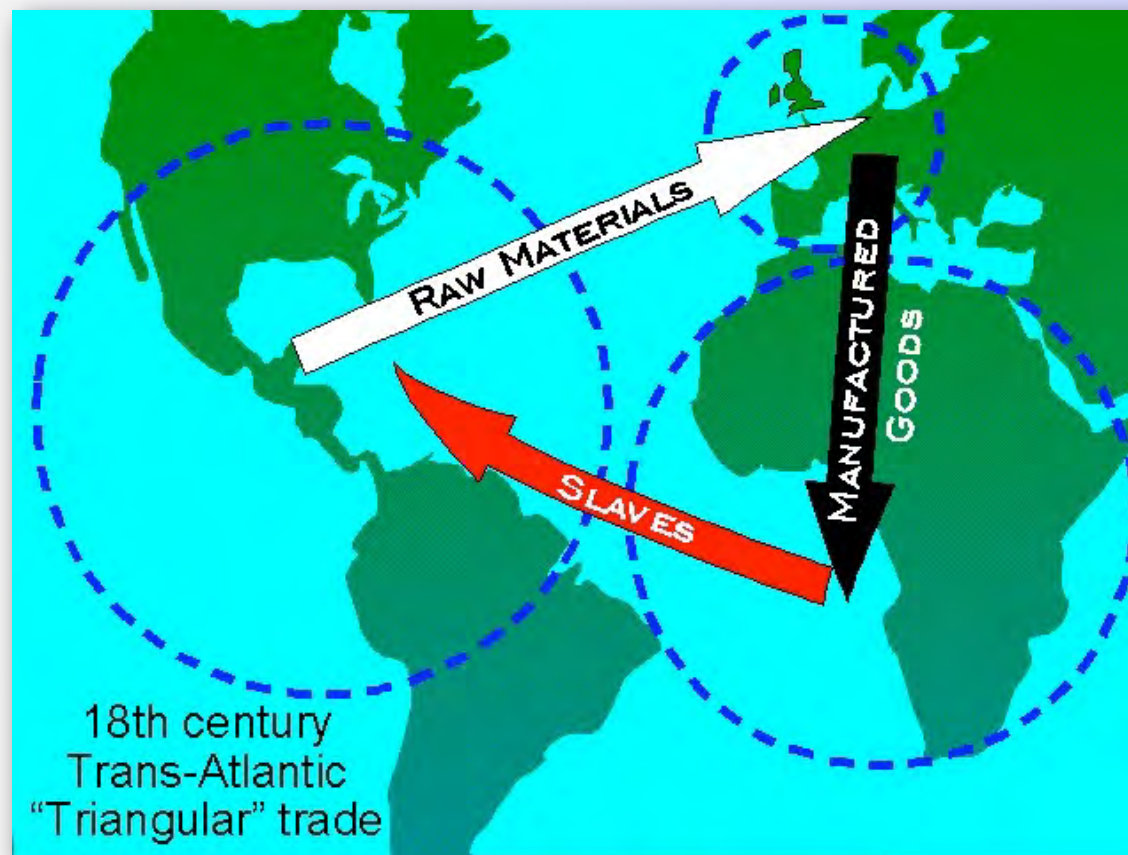 RAW MATERIALS
MANUFACTURED
GOODS
SLAVES
18th century
Trans-Atlantic
“Triangular” trade